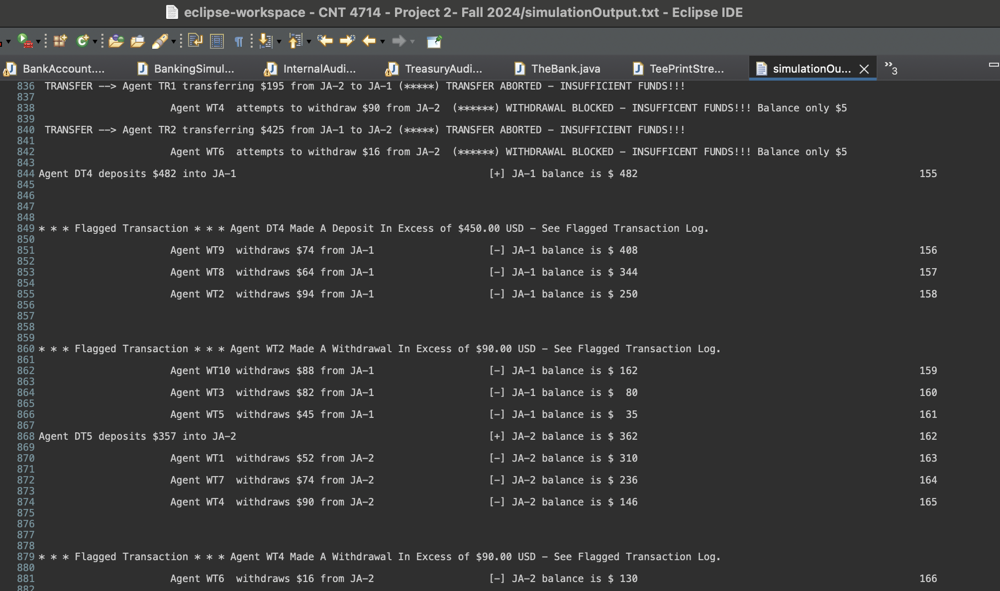 eclipse-workspace - CNT 4714 - Project 2- Fall 2024/simulationOutput.txt - Eclipse IDE
BankAccount.... BankingSimul... InternalAudi... TreasuryAudi... TheBank.java TeePrintStre... simulationOu... »3
836 TRANSFER --> Agent TR1 transferring $195 from JA-2 to JA-1 (*****) TRANSFER ABORTED - INSUFFICIENT FUNDS!!!
837
838 Agent WT4 attempts to withdraw $90 from JA-2 (******) WITHDRAWAL BLOCKED - INSUFFICENT FUNDS!!! Balance only $5
839
840 TRANSFER --> Agent TR2 transferring $425 from JA-1 to JA-2 (*****) TRANSFER ABORTED - INSUFFICIENT FUNDS!!!
841
842 Agent WT6 attempts to withdraw $16 from JA-2 (******) WITHDRAWAL BLOCKED - INSUFFICENT FUNDS!!! Balance only $5
843
844 Agent DT4 deposits $482 into JA-1 [+] JA-1 balance is $ 482 155
845
846
847
848
849 * * * Flagged Transaction * * * Agent DT4 Made A Deposit In Excess of $450.00 USD - See Flagged Transaction Log.
850
851 Agent WT9 withdraws $74 from JA-1 [-] JA-1 balance is $ 408 156
852
853 Agent WT8 withdraws $64 from JA-1 [-] JA-1 balance is $ 344 157
854
855 Agent WT2 withdraws $94 from JA-1 [-] JA-1 balance is $ 250 158
856
857
858
859
860 * * * Flagged Transaction * * * Agent WT2 Made A Withdrawal In Excess of $90.00 USD - See Flagged Transaction Log.
861
862 Agent WT10 withdraws $88 from JA-1 [-] JA-1 balance is $ 162 159
863
864 Agent WT3 withdraws $82 from JA-1 [-] JA-1 balance is $ 80 160
865
866 Agent WT5 withdraws $45 from JA-1 [-] JA-1 balance is $ 35 161
867
868 Agent DT5 deposits $357 into JA-2 [+] JA-2 balance is $ 362 162
869
870 Agent WT1 withdraws $52 from JA-2 [-] JA-2 balance is $ 310 163
871
872 Agent WT7 withdraws $74 from JA-2 [-] JA-2 balance is $ 236 164
873
874 Agent WT4 withdraws $90 from JA-2 [-] JA-2 balance is $ 146 165
875
876
877
878
879 * * * Flagged Transaction * * * Agent WT4 Made A Withdrawal In Excess of $90.00 USD - See Flagged Transaction Log.
880
881 Agent WT6 withdraws $16 from JA-2 [-] JA-2 balance is $ 130 166
882